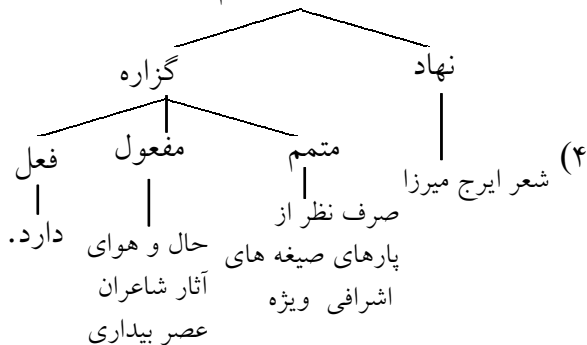 نهاد گزاره
متمم مفعول فعل
۴) شعر ایرج میرزا
صرف نظر از
پارهای صیغه های
اشرافی ویژه
حال و هوای
آثار شاعران
عصر بیداری
دارد.